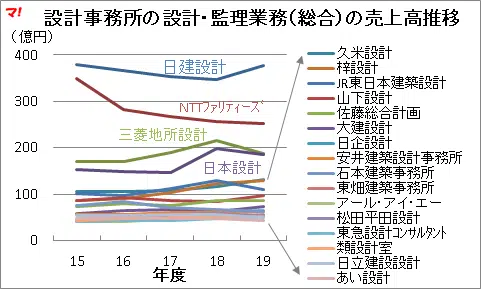 マ!
設計事務所の設計・監理業務(総合)の売上高推移
(億円)
400
300
200
100
0
15
16
17
18
19
年度
日建設計
NTTファシリティーズ
三菱地所設計
日本設計
久米設計
梓設計
JR東日本建築設計
山下設計
佐藤総合計画
大建設計
日企設計
安井建築設計事務所
石本建築事務所
東畑建築事務所
アール・アイ・エー
松田平田設計
東急設計コンサルタント
類設計室
日立建設設計
あい設計